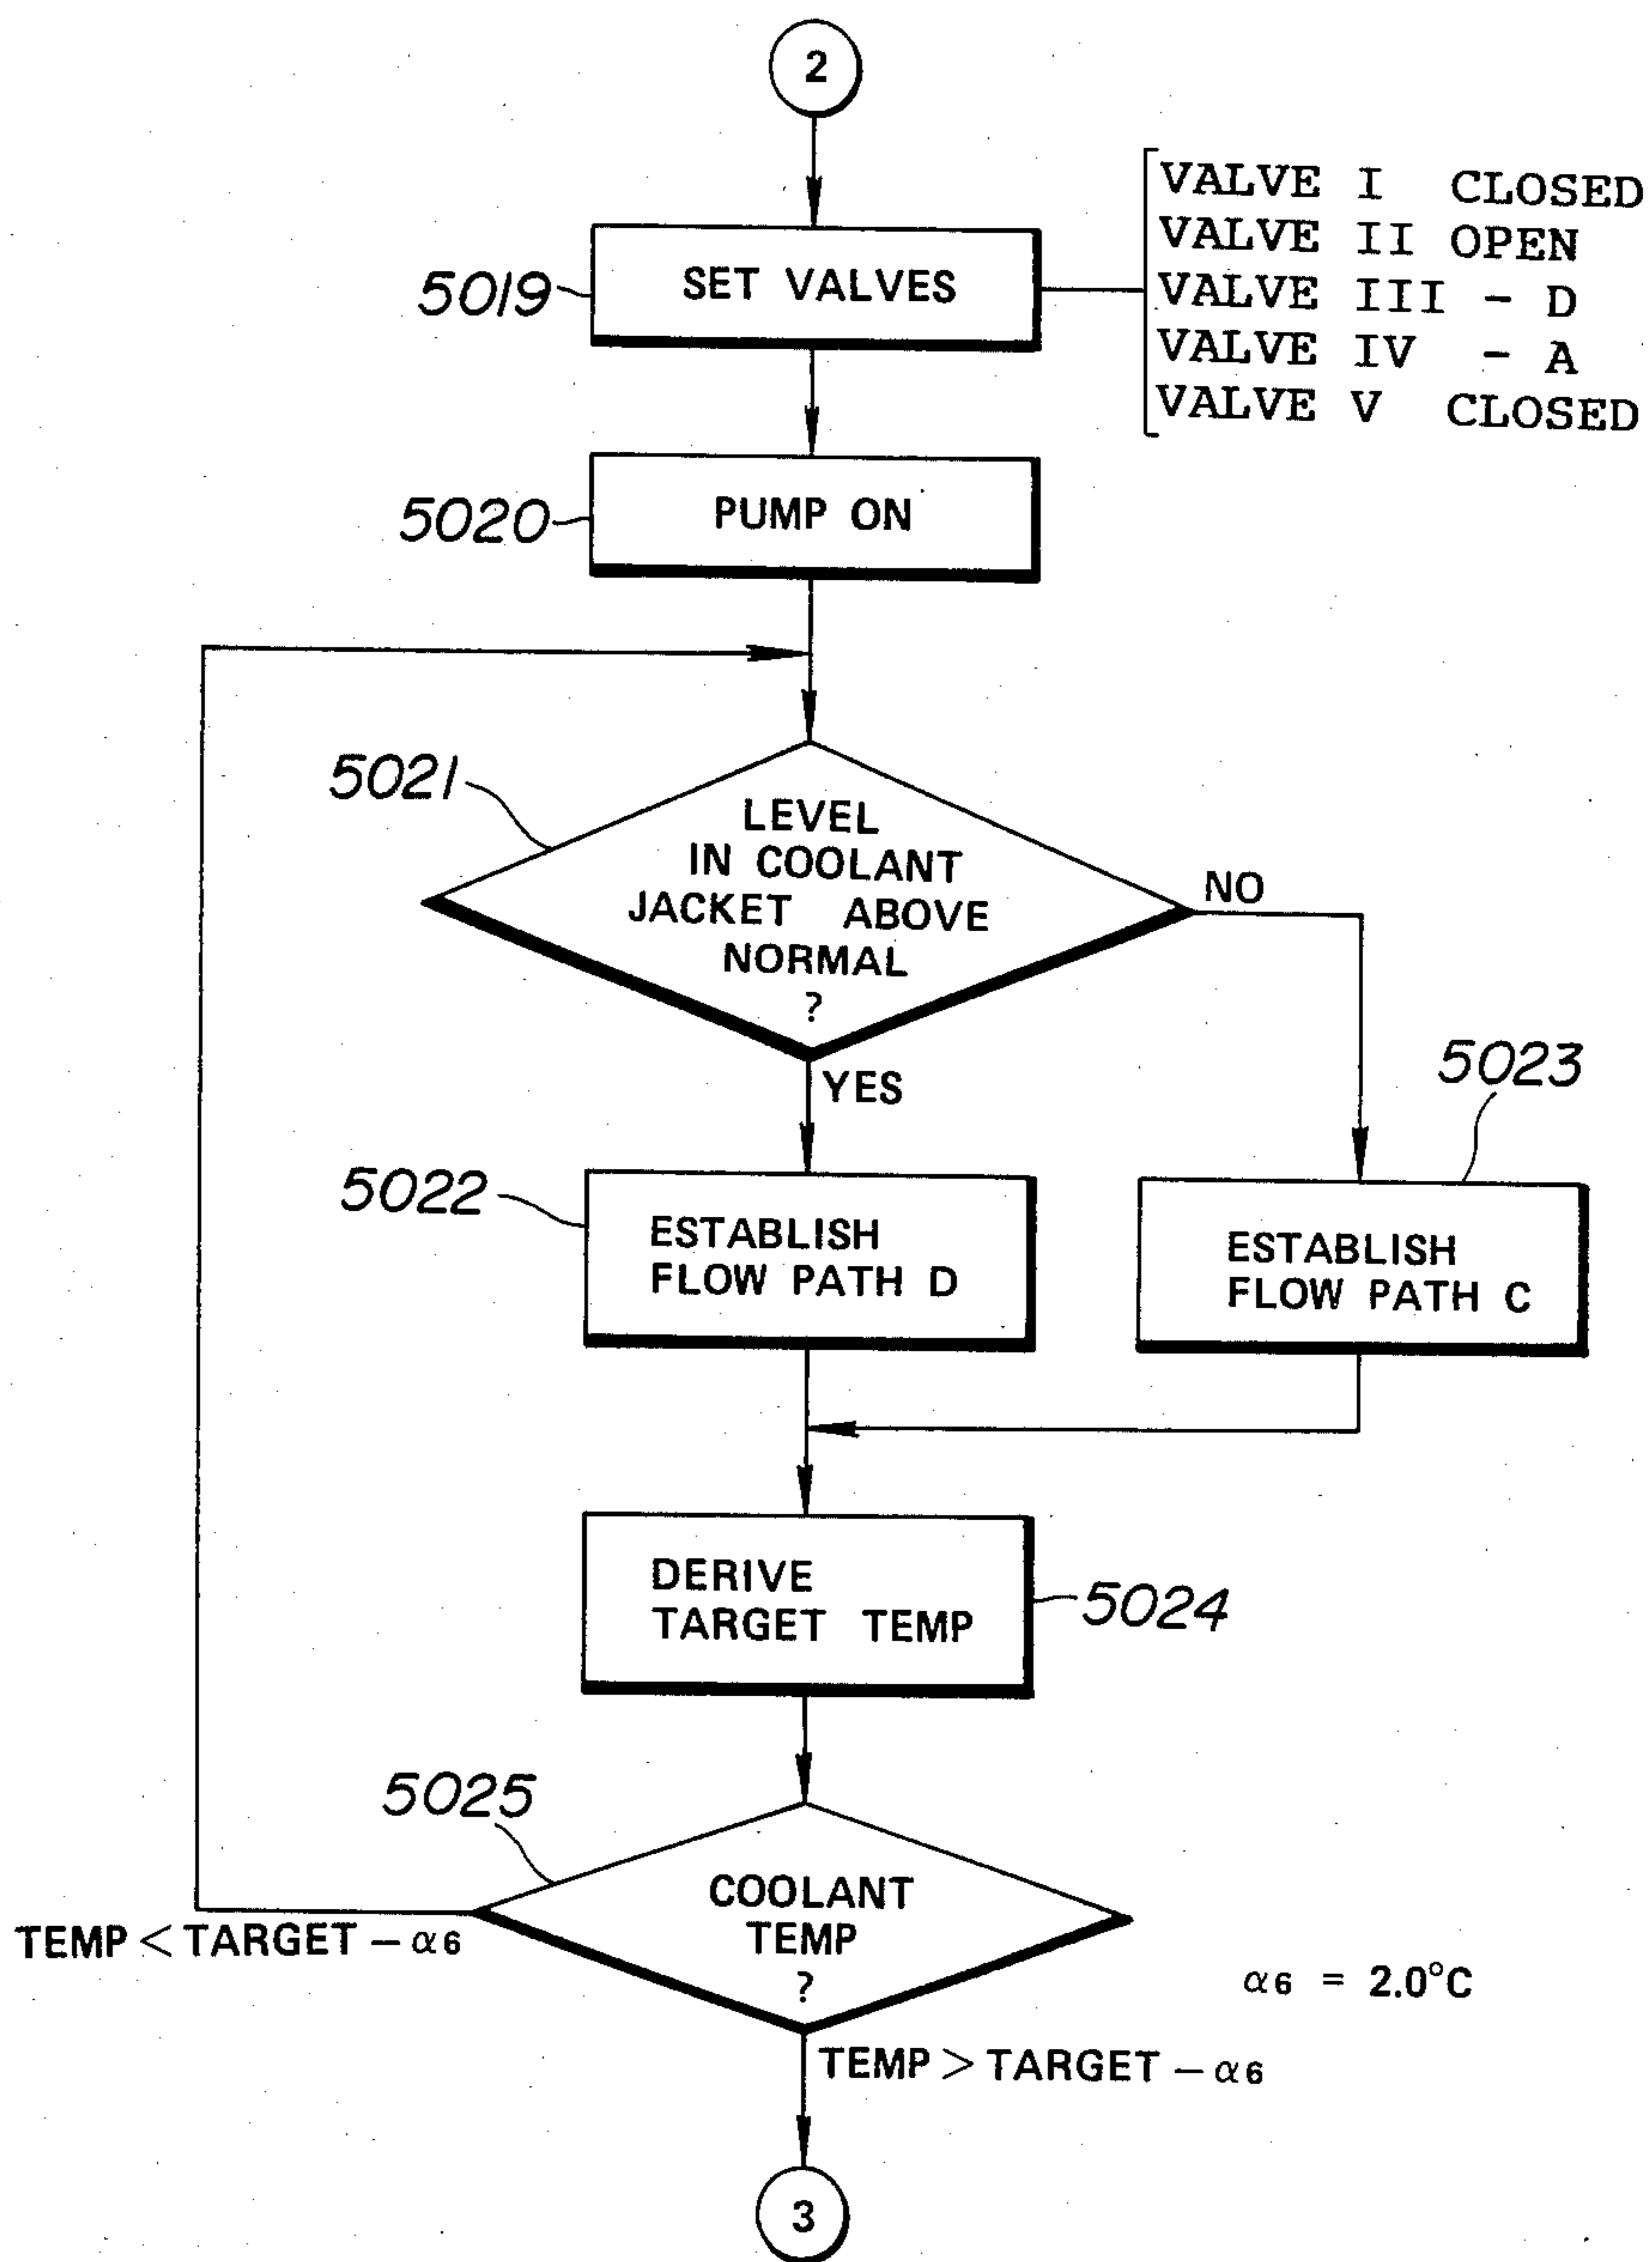 2
5019
SET VALVES
VALVE I CLOSED
VALVE II OPEN
VALVE III - D
VALVE IV - A
VALVE V CLOSED
5020
PUMP ON
5021
LEVEL
IN COOLANT
JACKET ABOVE
NORMAL
?
NO
YES
5022
ESTABLISH
FLOW PATH D
5023
ESTABLISH
FLOW PATH C
DERIVE
TARGET TEMP
5024
5025
COOLANT
TEMP
?
TEMP < TARGET – α6
α6 = 2.0°C
TEMP > TARGET – α6
3